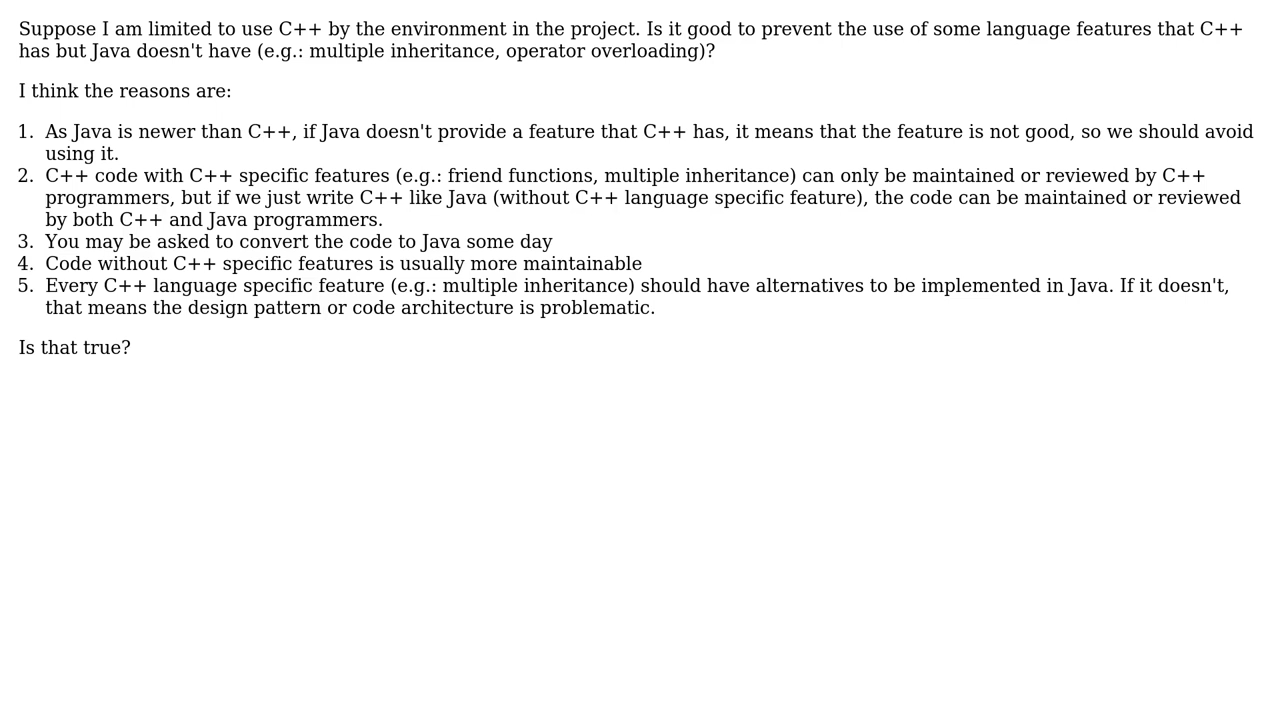 Suppose I am limited to use C++ by the environment in the project. Is it good to prevent the use of some language features that C++
has but Java doesn't have (e.g.: multiple inheritance, operator overloading)?
I think the reasons are:
1. As Java is newer than C++, if Java doesn't provide a feature that C++ has, it means that the feature is not good, so we should avoid
using it.
2. C++ code with C++ specific features (e.g.: friend functions, multiple inheritance) can only be maintained or reviewed by C++
programmers, but if we just write C++ like Java (without C++ language specific feature), the code can be maintained or reviewed
by both C++ and Java programmers.
3. You may be asked to convert the code to Java some day
4. Code without C++ specific features is usually more maintainable
5. Every C++ language specific feature (e.g.: multiple inheritance) should have alternatives to be implemented in Java. If it doesn't,
that means the design pattern or code architecture is problematic.
Is that true?